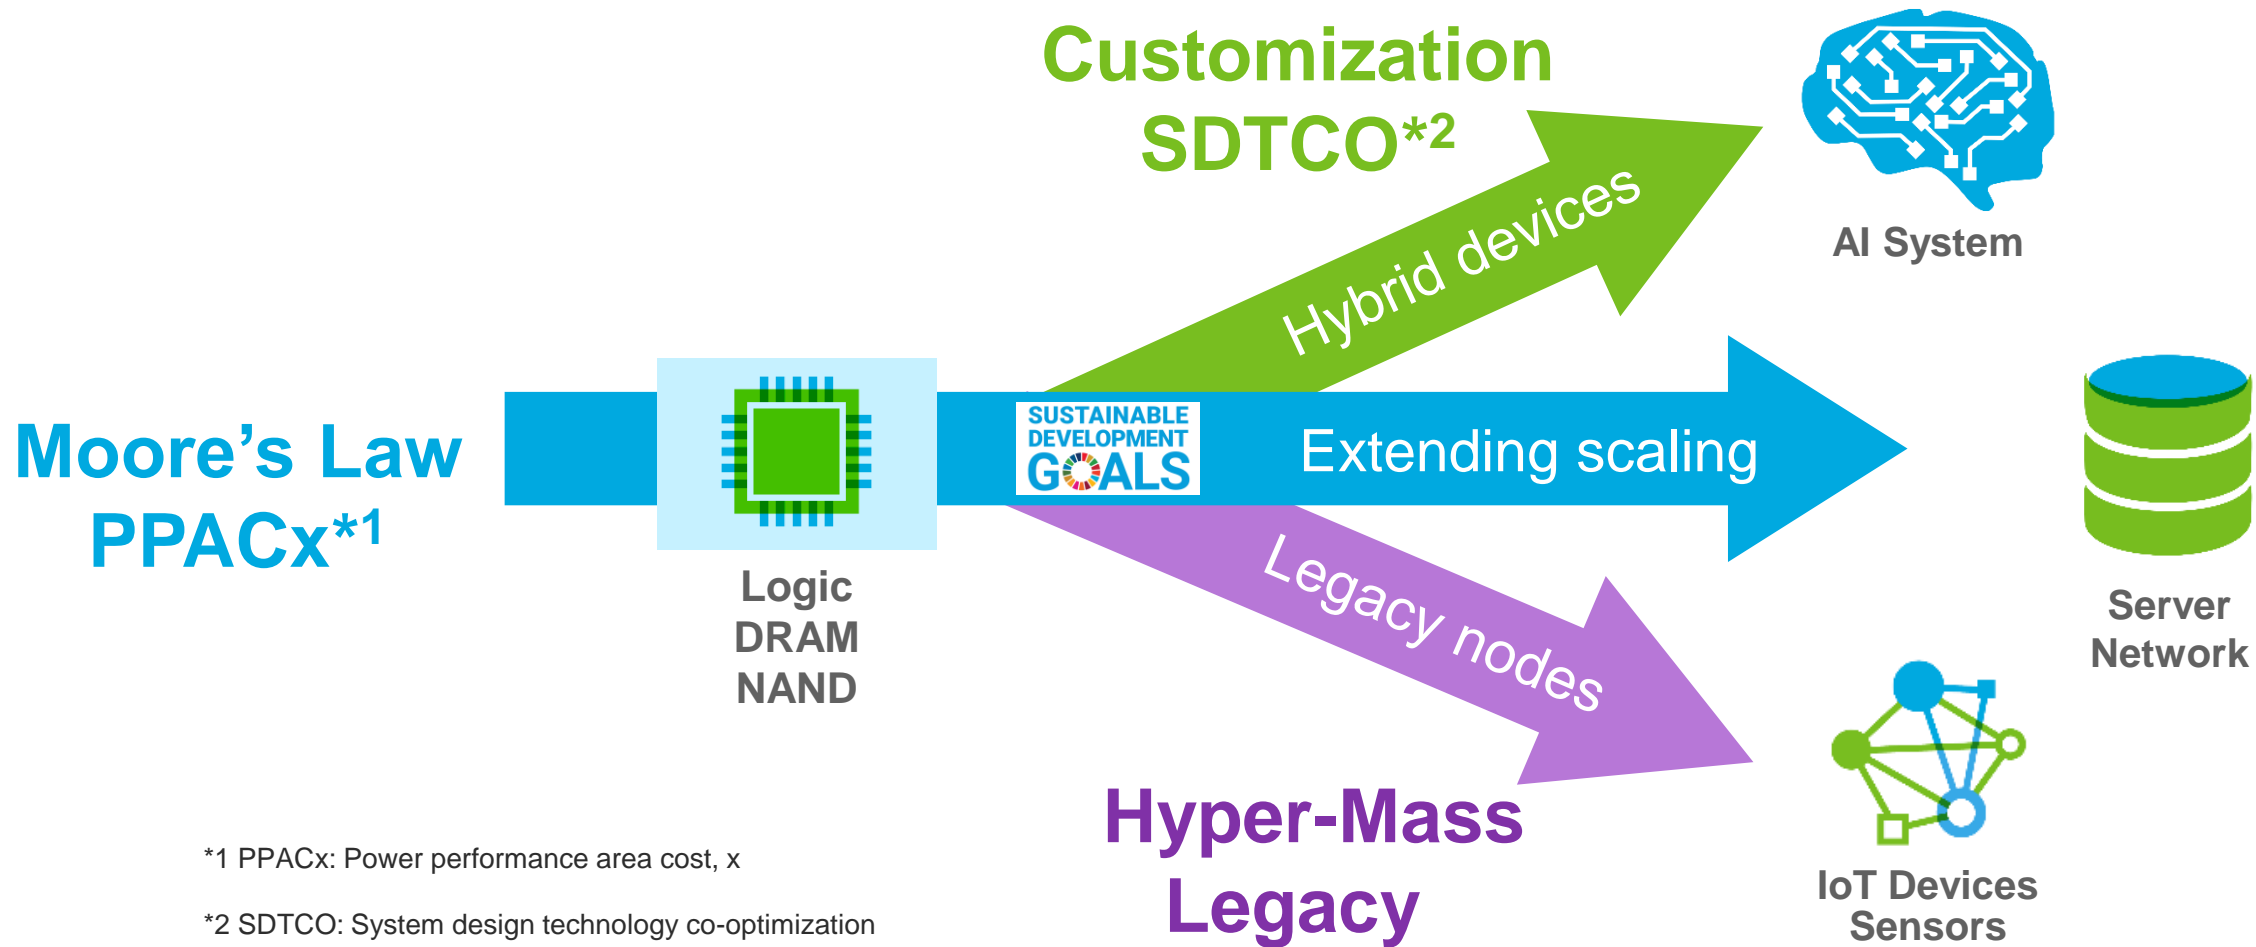 Customization
SDTCO*2
Hybrid devices
AI System
Moore’s Law
PPACx*1
SUSTAINABLE
DEVELOPMENT
GOALS
Extending scaling
Logic
DRAM
NAND
Legacy nodes
Server
Network
Hyper-Mass
Legacy
IoT Devices
Sensors
*1 PPACx: Power performance area cost, x
*2 SDTCO: System design technology co-optimization